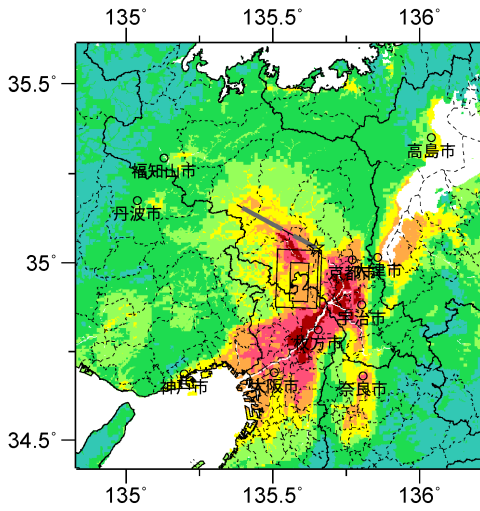 135° 135.5° 136°
35.5°
高島市
福知山市
丹波市
35°
京都市 大津市
宇治市
枚方市
神戸市 大阪市 奈良市
34.5°
135° 135.5° 136°